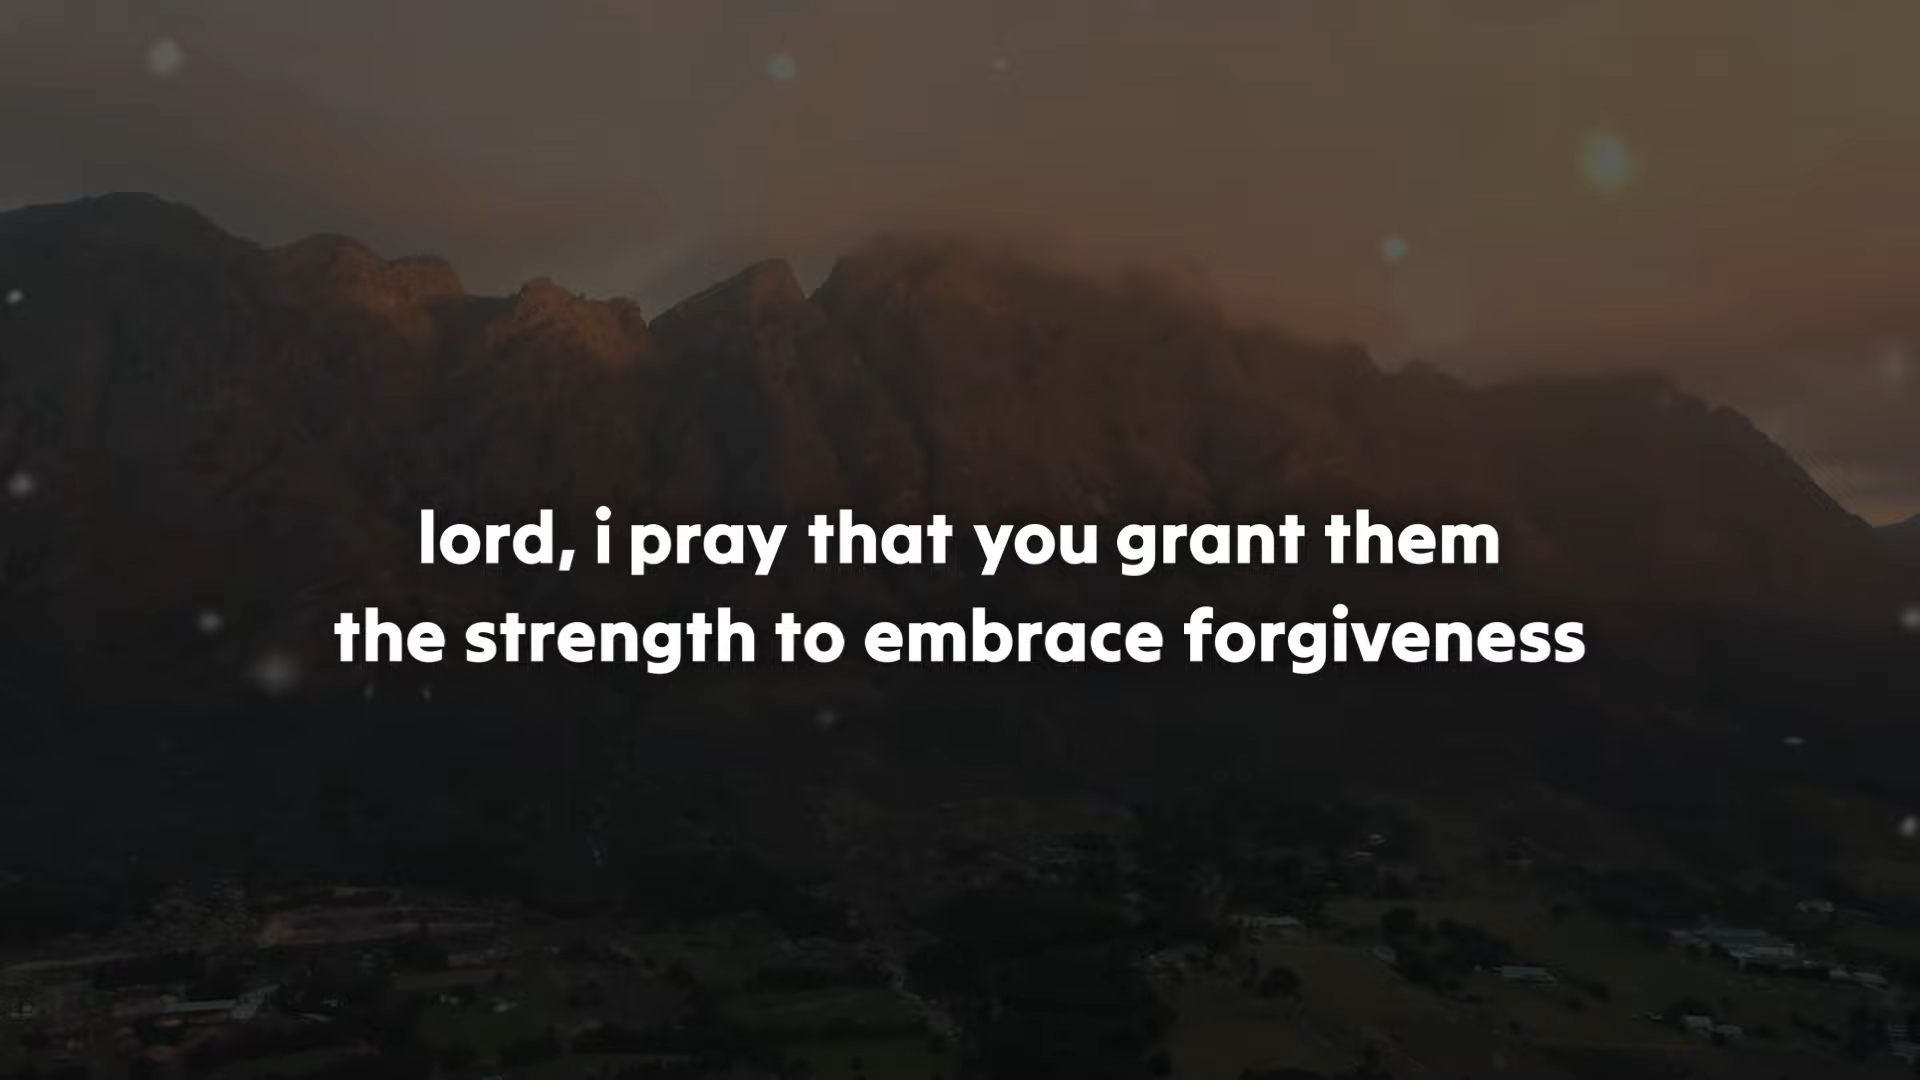 lord, i pray that you grant them
the strength to embrace forgiveness